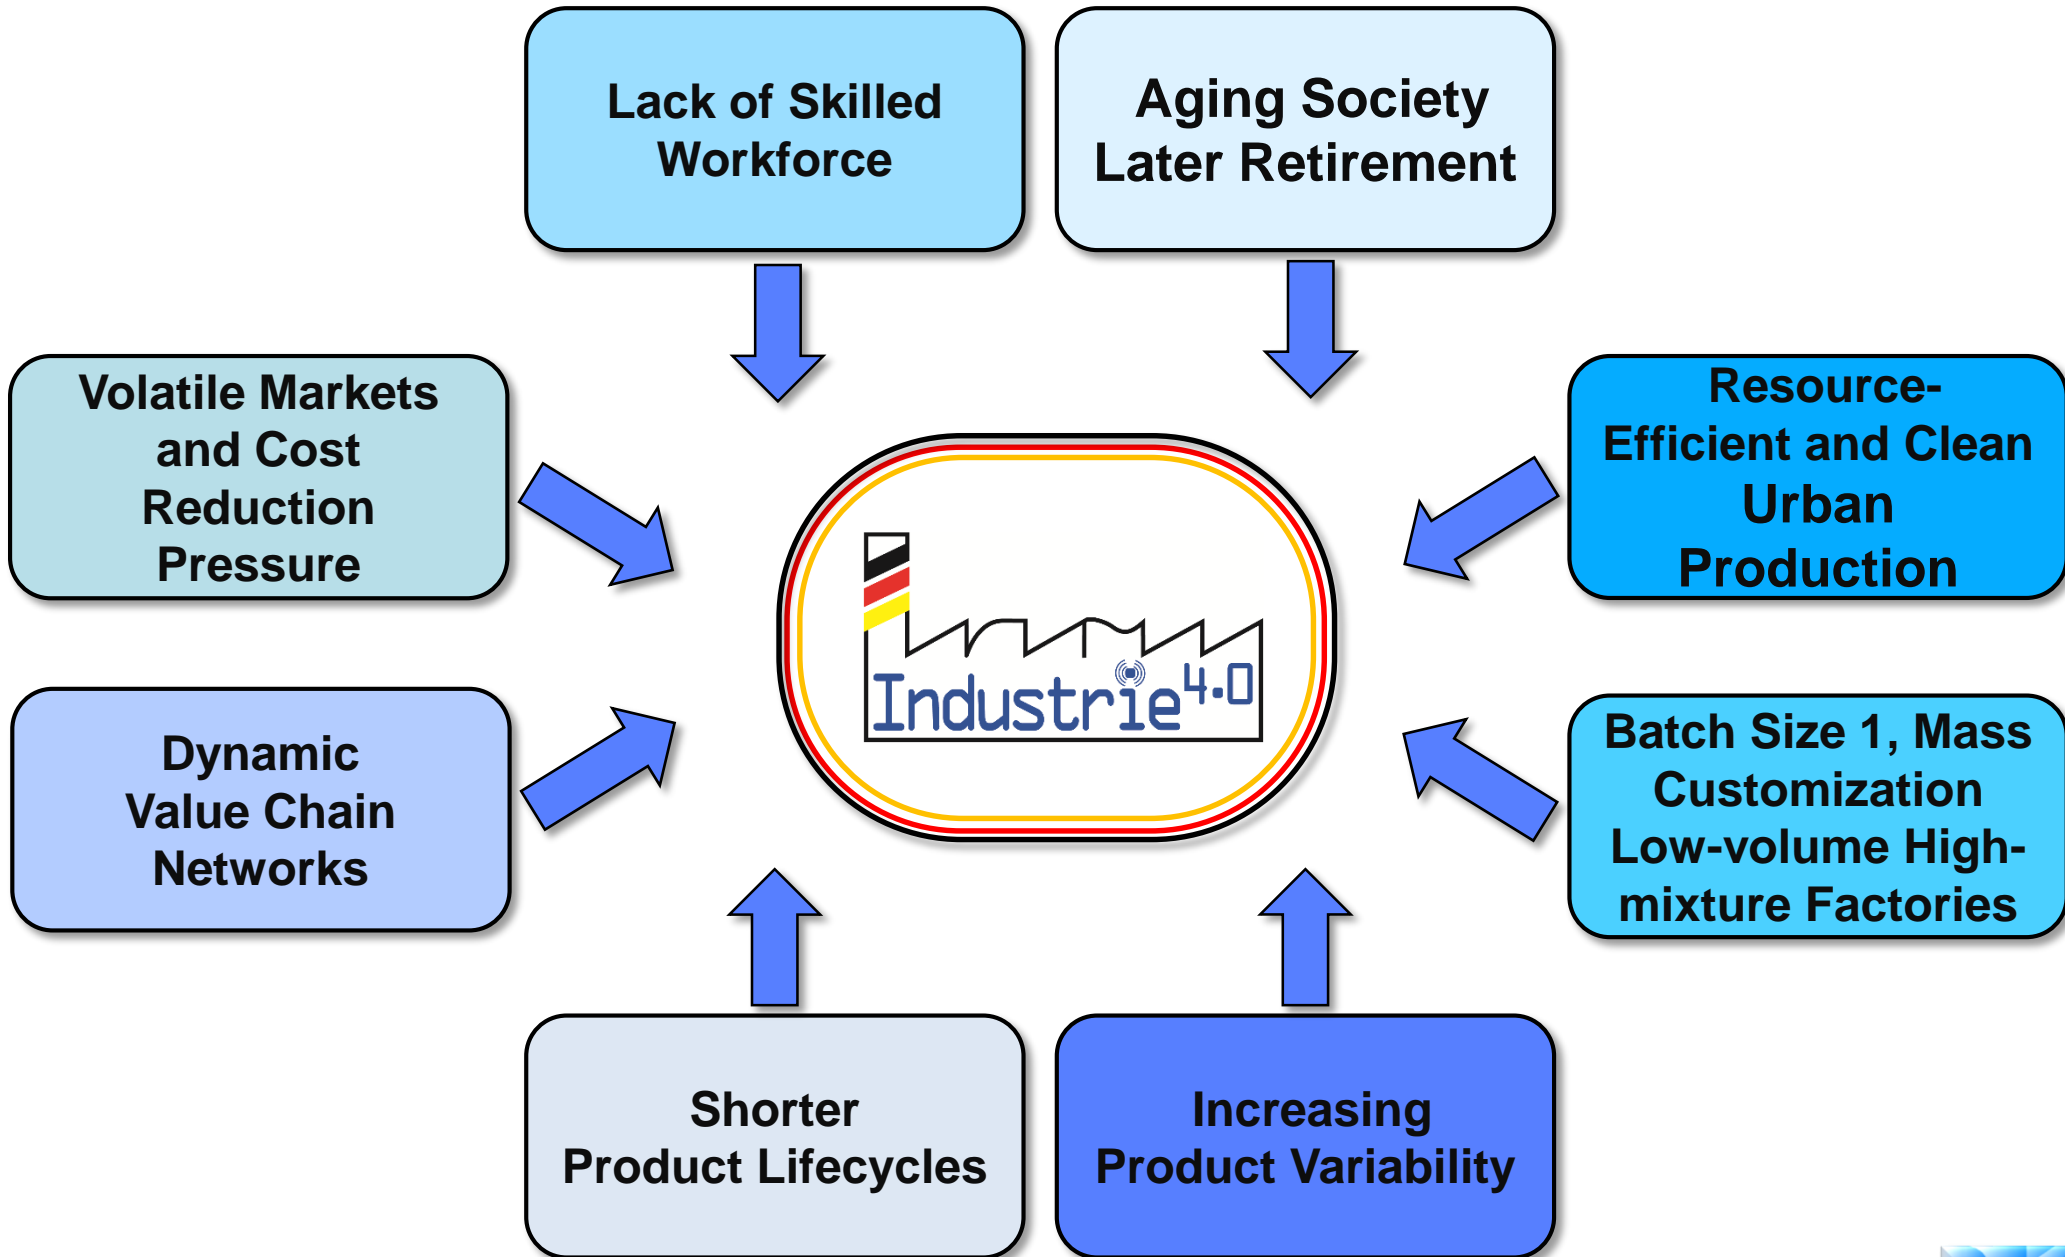 Lack of Skilled
Workforce
Aging Society
Later Retirement
Volatile Markets
and Cost
Reduction
Pressure
Resource-
Efficient and Clean
Urban
Production
Industrie 4.0
Dynamic
Value Chain
Networks
Batch Size 1, Mass
Customization
Low-volume High-
mixture Factories
Shorter
Product Lifecycles
Increasing
Product Variability